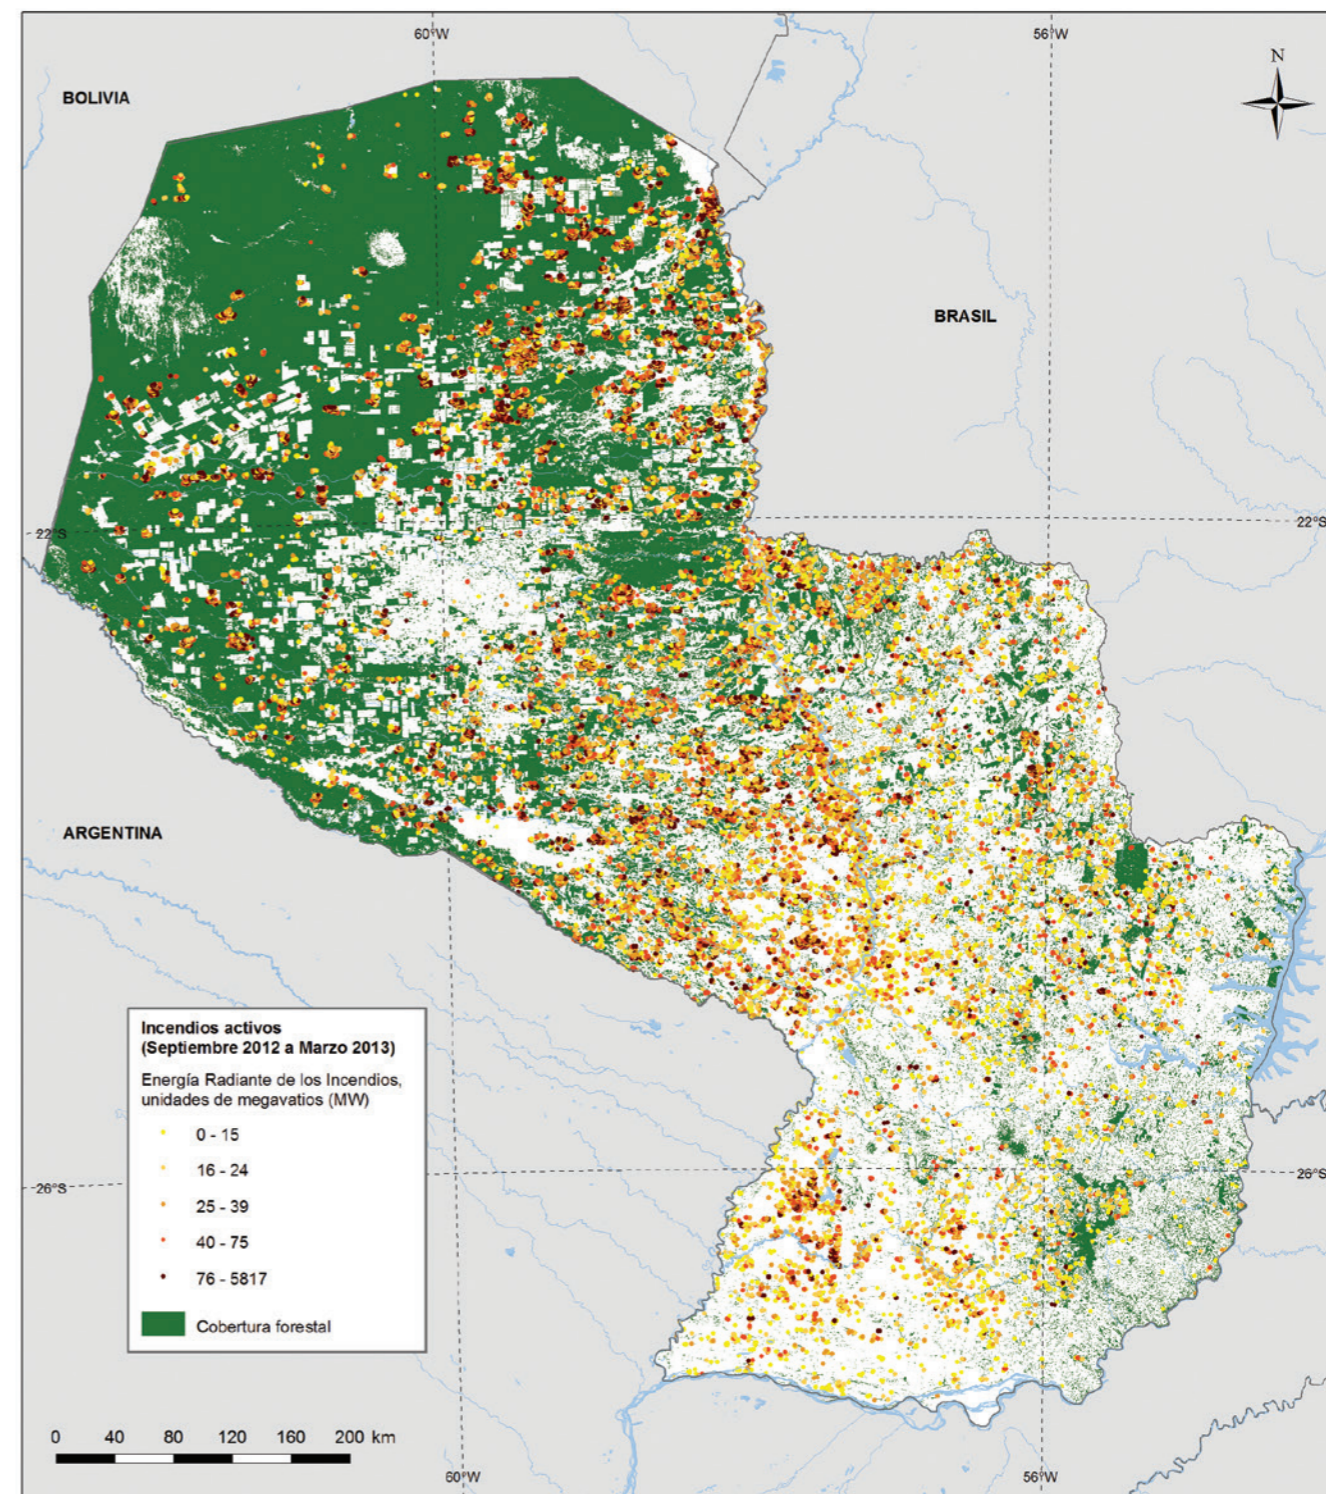 60°W
56°W
N
BOLIVIA
BRASIL
22°S
22°S
ARGENTINA
Incendios activos
(Septiembre 2012 a Marzo 2013)
Energía Radiante de los Incendios,
unidades de megavatios (MW)
0 - 15
16 - 24
25 - 39
40 - 75
76 - 5817
Cobertura forestal
26°S
26°S
0 40 80 120 160 200 km
60°W
56°W